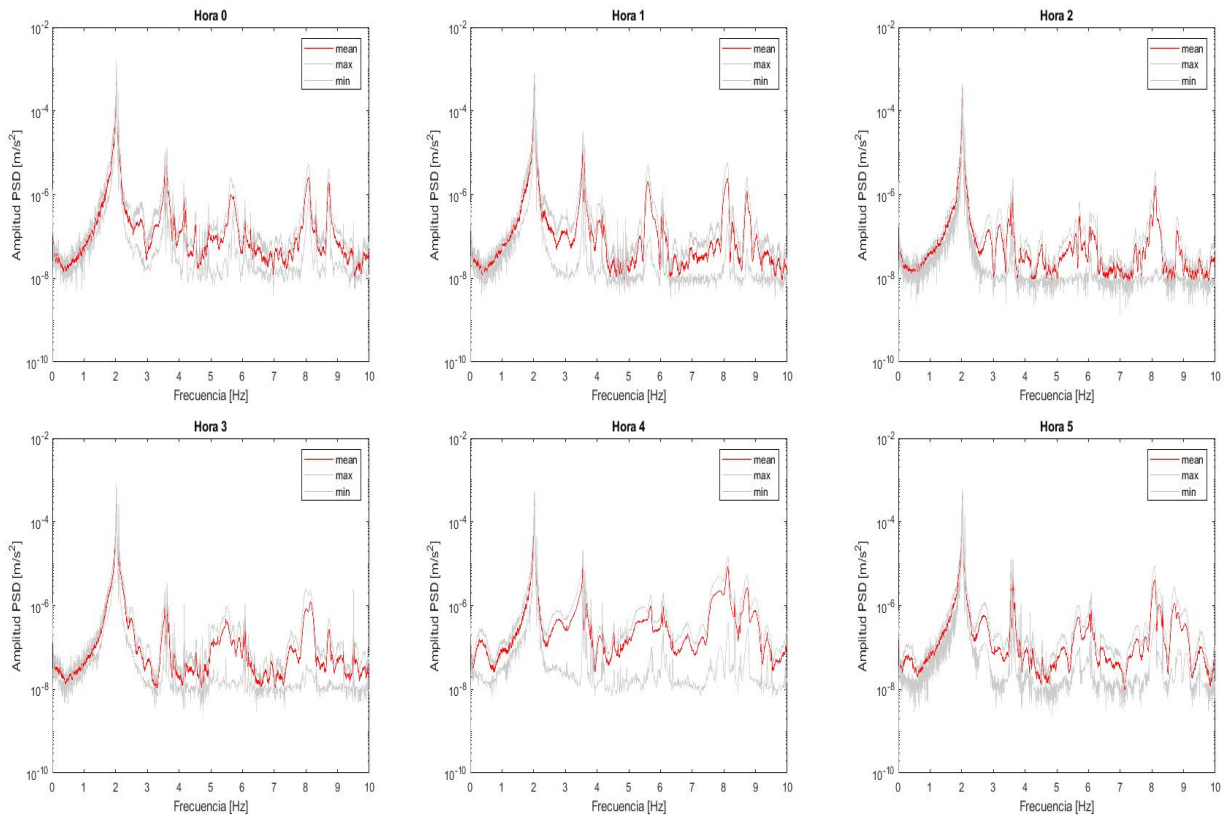 Hora 0
10^-2
10^-4
10^-6
10^-8
10^-10
Amplitud PSD [m/s^2]
mean
max
min
0 1 2 3 4 5 6 7 8 9 10
Frecuencia [Hz]
Hora 1
10^-2
10^-4
10^-6
10^-8
10^-10
Amplitud PSD [m/s^2]
mean
max
min
0 1 2 3 4 5 6 7 8 9 10
Frecuencia [Hz]
Hora 2
10^-2
10^-4
10^-6
10^-8
10^-10
Amplitud PSD [m/s^2]
mean
max
min
0 1 2 3 4 5 6 7 8 9 10
Frecuencia [Hz]
Hora 3
10^-2
10^-4
10^-6
10^-8
10^-10
Amplitud PSD [m/s^2]
mean
max
min
0 1 2 3 4 5 6 7 8 9 10
Frecuencia [Hz]
Hora 4
10^-2
10^-4
10^-6
10^-8
10^-10
Amplitud PSD [m/s^2]
mean
max
min
0 1 2 3 4 5 6 7 8 9 10
Frecuencia [Hz]
Hora 5
10^-2
10^-4
10^-6
10^-8
10^-10
Amplitud PSD [m/s^2]
mean
max
min
0 1 2 3 4 5 6 7 8 9 10
Frecuencia [Hz]